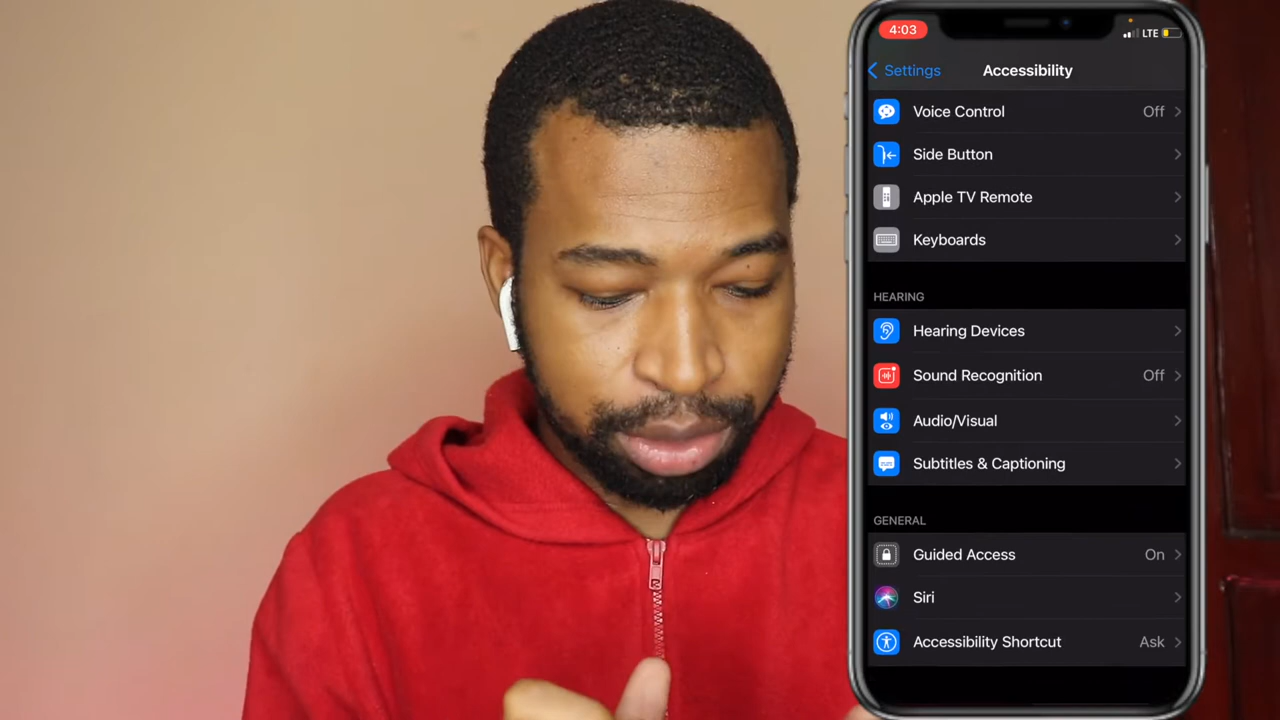 4:03
LTE
Settings
Accessibility
Voice Control
Off
Side Button
Apple TV Remote
Keyboards
HEARING
Hearing Devices
Sound Recognition
Off
Audio/Visual
Subtitles & Captioning
GENERAL
Guided Access
On
Siri
Accessibility Shortcut
Ask